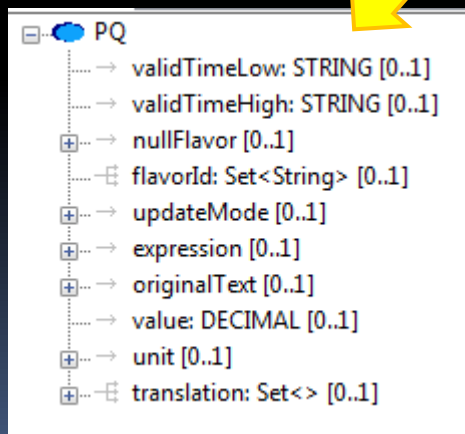 PQ
validTimeLow: STRING [0..1]
validTimeHigh: STRING [0..1]
nullFlavor [0..1]
flavorId: Set<String> [0..1]
updateMode [0..1]
expression [0..1]
originalText [0..1]
value: DECIMAL [0..1]
unit [0..1]
translation: Set<> [0..1]